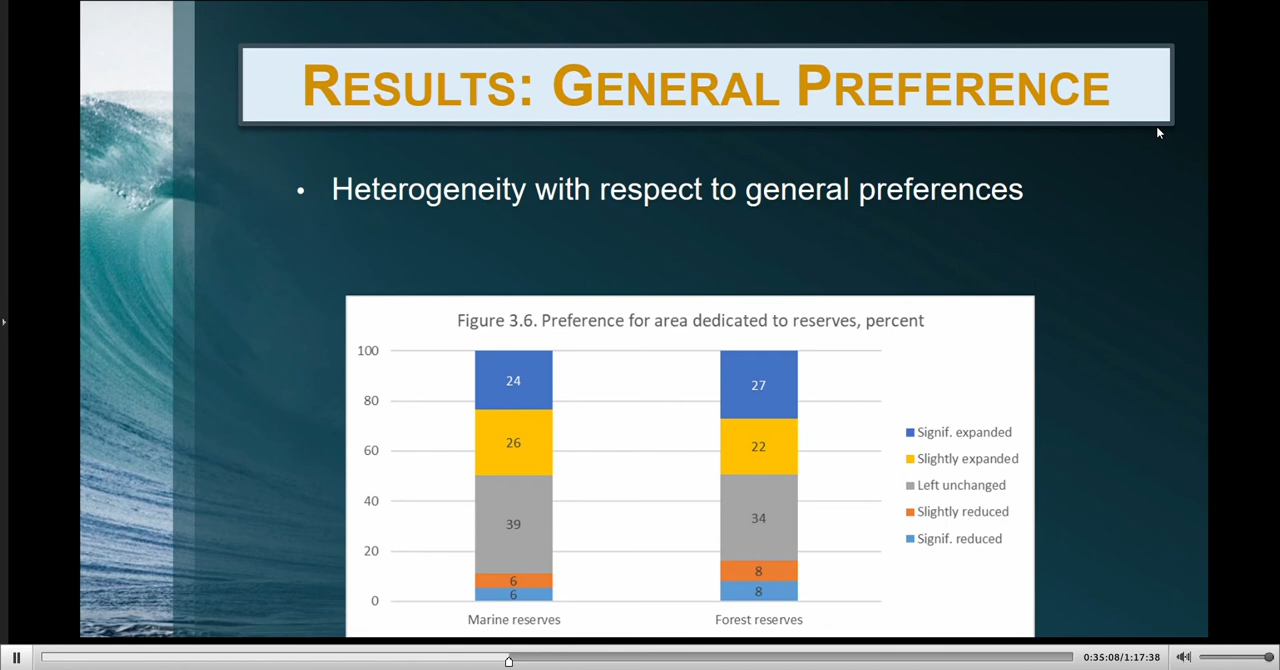 RESULTS: GENERAL PREFERENCE
• Heterogeneity with respect to general preferences
Figure 3.6. Preference for area dedicated to reserves, percent
100
80
60
40
20
0
24
26
39
6
6
27
22
34
8
8
Marine reserves
Forest reserves
Signif. expanded
Slightly expanded
Left unchanged
Slightly reduced
Signif. reduced
0:35:08/1:17:38